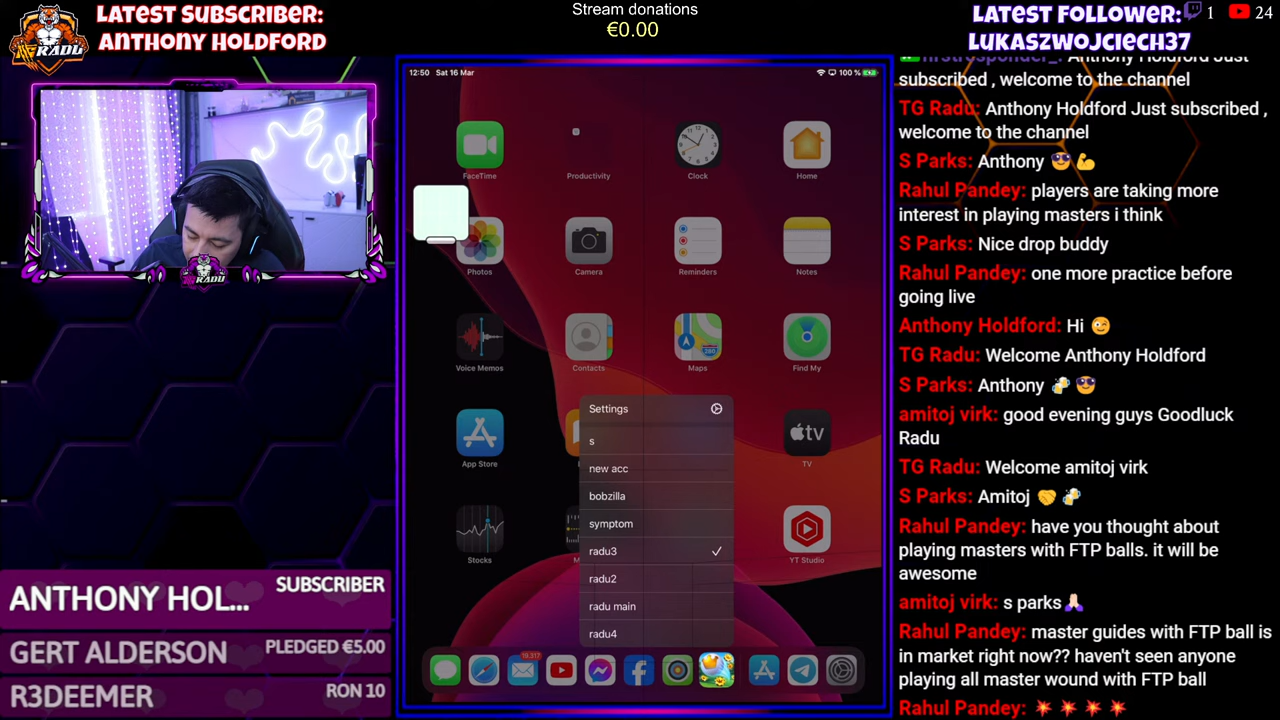 LATEST SUBSCRIBER:
ANTHONY HOLDFORD
RADU
Stream donations
€0.00
LATEST FOLLOWER: 1 24
LUKASZWOJCIECH37
12:50 Sat 16 Mar 100 %
FaceTime
Productivity
Clock
Home
Photos
Camera
Reminders
Notes
Voice Memos
Contacts
Maps
Find My
App Store
tv
TV
Stocks
YT Studio
Settings
s
new acc
bobzilla
symptom
radu3
radu2
radu main
radu4
19,317
RADU
ANTHONY HOL... SUBSCRIBER
GERT ALDERSON PLEDGED €5.00
R3DEEMER RON 10
Anthony Holdford Just
subscribed , welcome to the channel
TG Radu: Anthony Holdford Just subscribed ,
welcome to the channel
S Parks: Anthony 😎 💪
Rahul Pandey: players are taking more
interest in playing masters i think
S Parks: Nice drop buddy
Rahul Pandey: one more practice before
going live
Anthony Holdford: Hi 🥴
TG Radu: Welcome Anthony Holdford
S Parks: Anthony 🍻 😎
amitoj virk: good evening guys Goodluck
Radu
TG Radu: Welcome amitoj virk
S Parks: Amitoj 🤝 🍻
Rahul Pandey: have you thought about
playing masters with FTP balls. it will be
awesome
amitoj virk: s parks🙏🏻
Rahul Pandey: master guides with FTP ball is
in market right now?? haven't seen anyone
playing all master wound with FTP ball
Rahul Pandey: 💥 💥 💥 💥